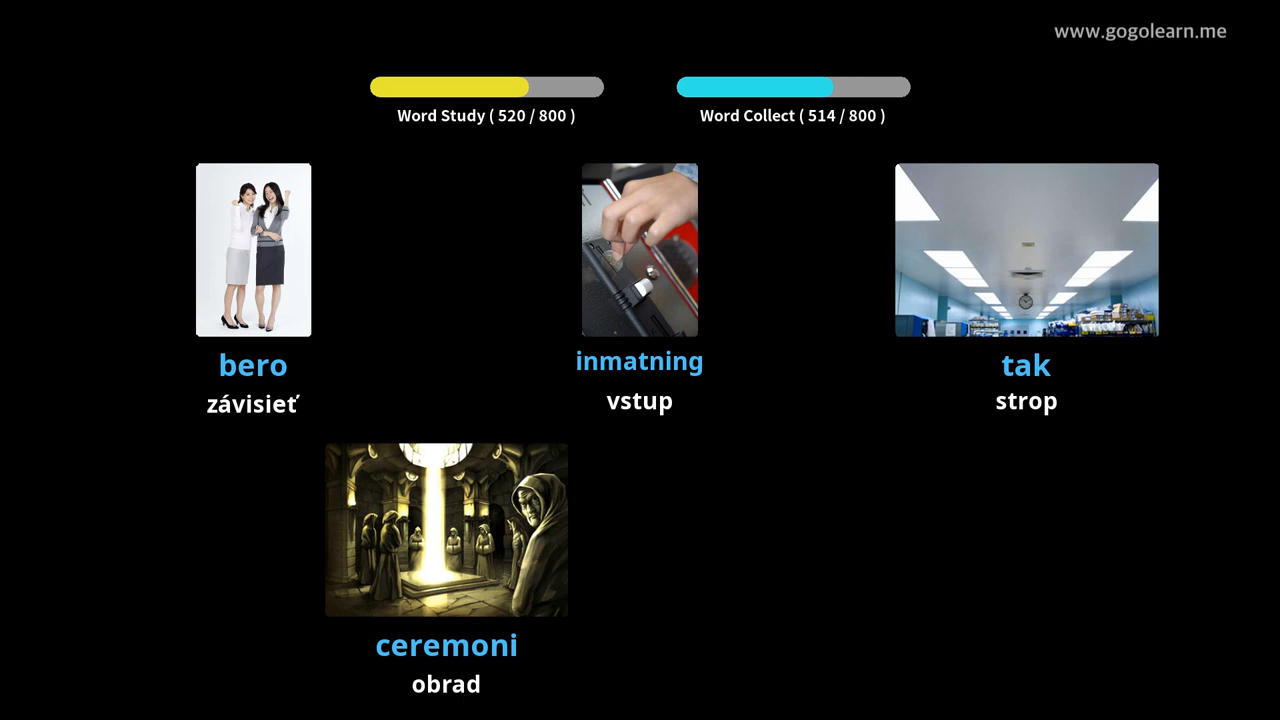 www.gogolearn.me
Word Study ( 520 / 800 )
Word Collect ( 514 / 800 )
bero
závisieť
inmatning
vstup
tak
strop
ceremoni
obrad